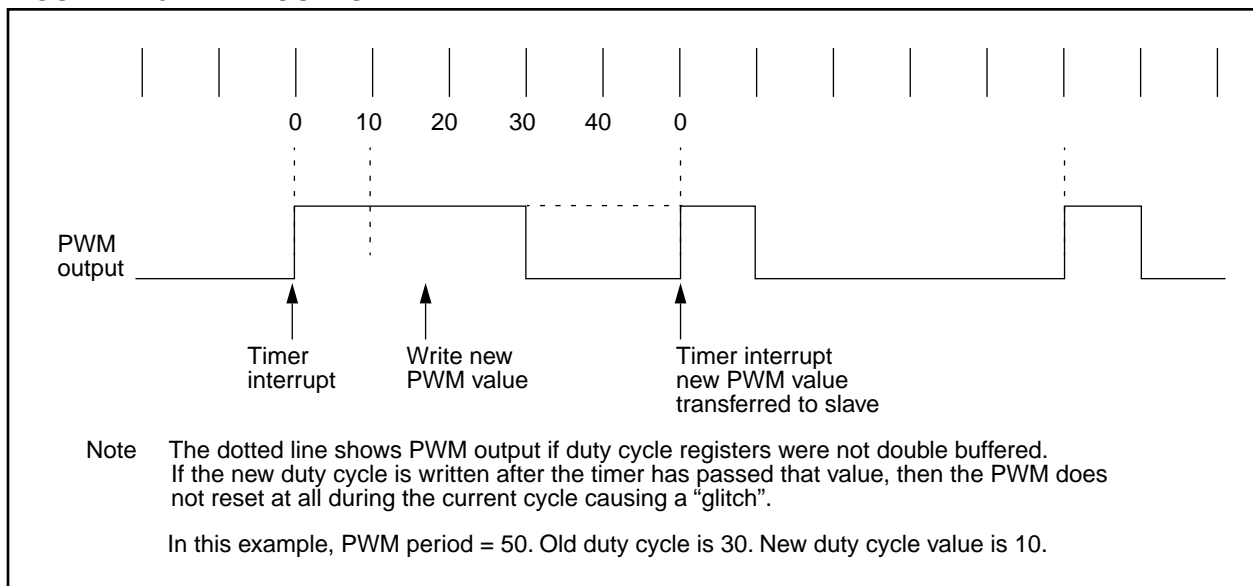 0 10 20 30 40 0
PWM
output
Timer
interrupt
Write new
PWM value
Timer interrupt
new PWM value
transferred to slave
Note The dotted line shows PWM output if duty cycle registers were not double buffered.
If the new duty cycle is written after the timer has passed that value, then the PWM does
not reset at all during the current cycle causing a “glitch”.
In this example, PWM period = 50. Old duty cycle is 30. New duty cycle value is 10.